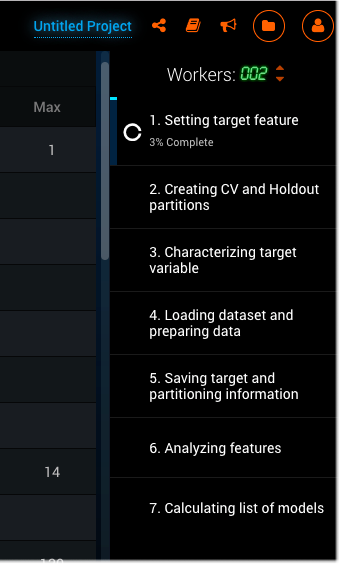 Untitled Project
Workers: 002
Max
1
14
1. Setting target feature
3% Complete
2. Creating CV and Holdout
partitions
3. Characterizing target
variable
4. Loading dataset and
preparing data
5. Saving target and
partitioning information
6. Analyzing features
7. Calculating list of models